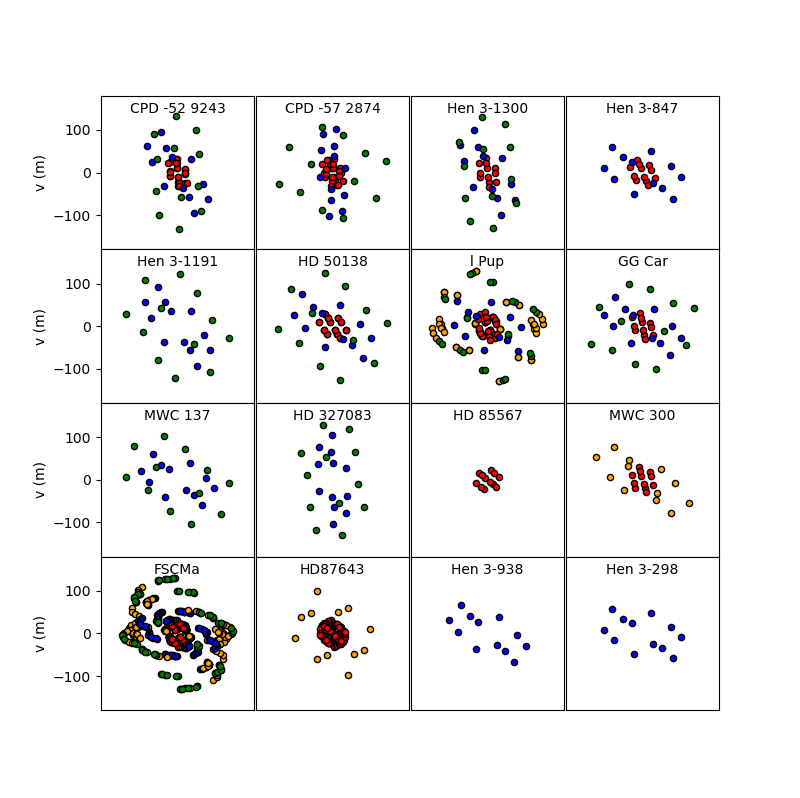 CPD -52 9243 CPD -57 2874 Hen 3-1300 Hen 3-847
100
0
−100
v (m)
Hen 3-1191 HD 50138 l Pup GG Car
100
0
−100
v (m)
MWC 137 HD 327083 HD 85567 MWC 300
100
0
−100
v (m)
FSCMa HD87643 Hen 3-938 Hen 3-298
100
0
−100
v (m)